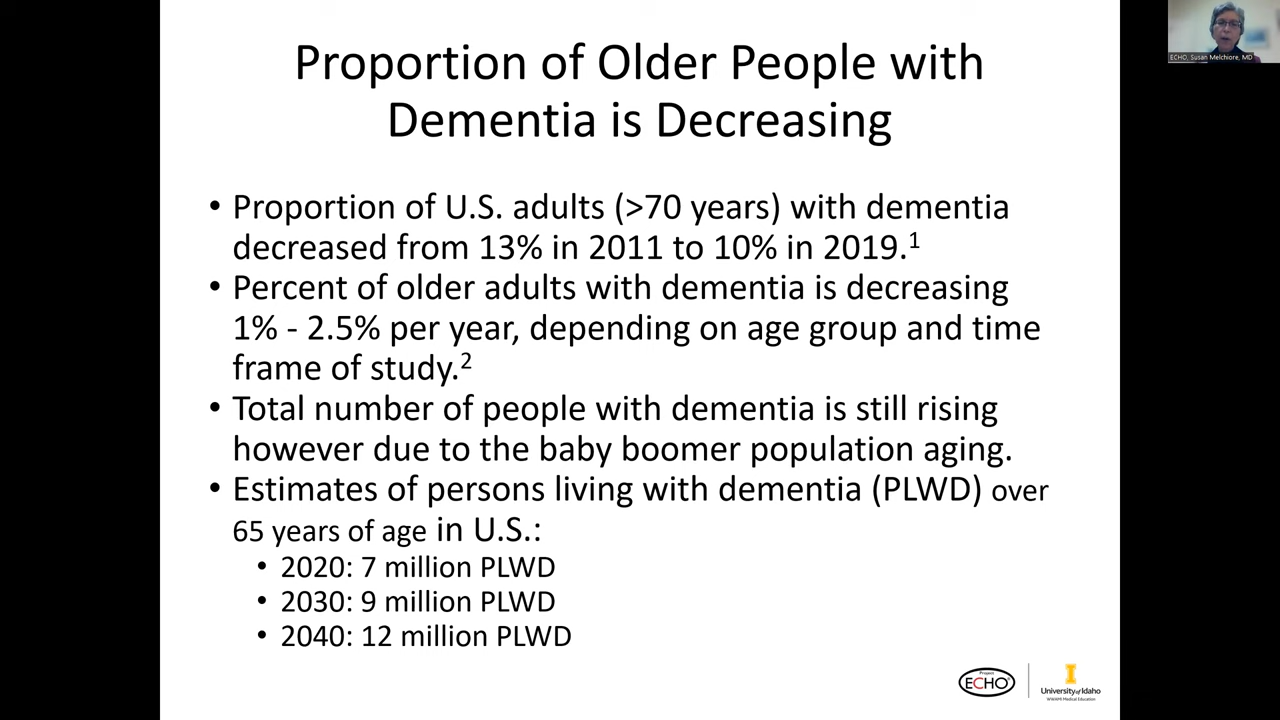 Proportion of Older People with
Dementia is Decreasing
• Proportion of U.S. adults (>70 years) with dementia
decreased from 13% in 2011 to 10% in 2019.¹
• Percent of older adults with dementia is decreasing
1% - 2.5% per year, depending on age group and time
frame of study.²
• Total number of people with dementia is still rising
however due to the baby boomer population aging.
• Estimates of persons living with dementia (PLWD) over
65 years of age in U.S.:
• 2020: 7 million PLWD
• 2030: 9 million PLWD
• 2040: 12 million PLWD
ECHO, Susan Melchiore, MD
Project
ECHO
I
University of Idaho
WWAMI Medical Education